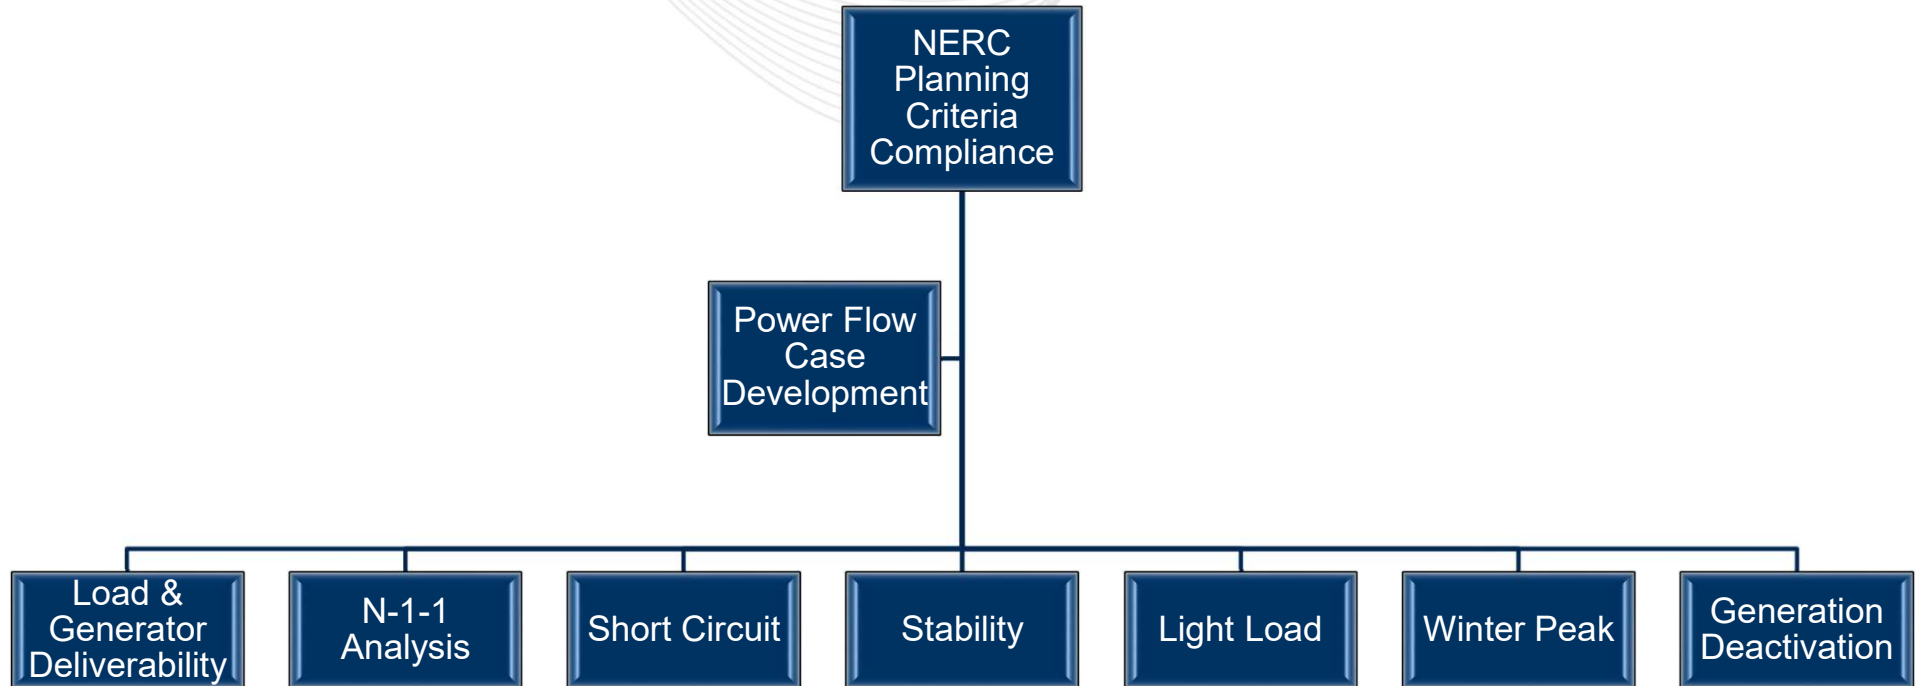 NERC
Planning
Criteria
Compliance
Power Flow
Case
Development
Load &
Generator
Deliverability
N-1-1
Analysis
Short Circuit
Stability
Light Load
Winter Peak
Generation
Deactivation